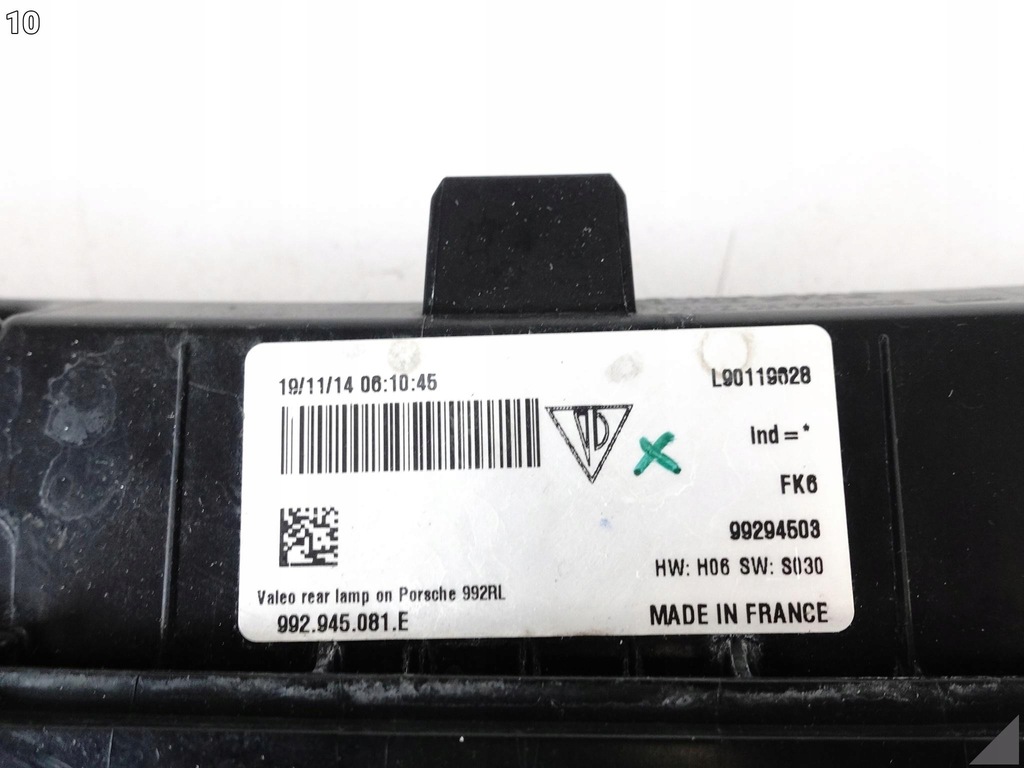 10
19/11/14 06:10:45
L90119628
Ind = *
FK6
99294503
HW: H06 SW: S030
Valeo rear lamp on Porsche 992RL
992.945.081.E
MADE IN FRANCE